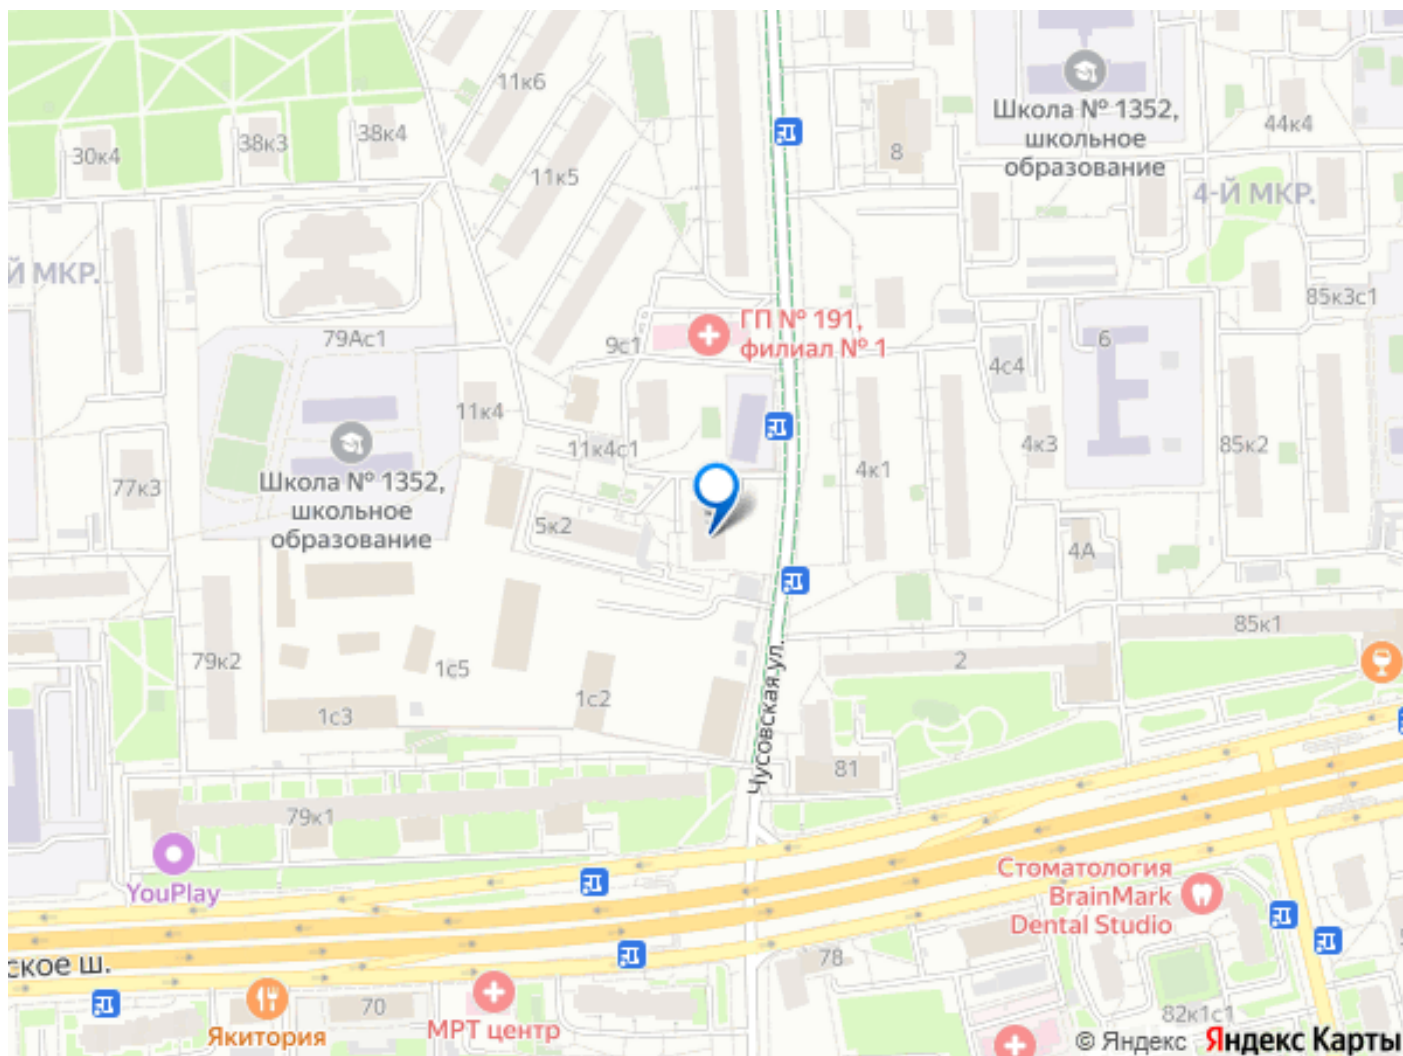 11к6
Школа № 1352,
школьное
образование
44к4
30к4
38к3
38к4
8
11к5
4-Й МКР.
Й МКР.
85к3с1
79Ас1
9с1
ГП № 191,
филиал № 1
6
4с4
11к4
11к4с1
4к1
4к3
85к2
77к3
Школа № 1352,
школьное
образование
5к2
4А
85к1
79к2
1с5
2
1с2
1с3
Чусовская ул.
81
79к1
YouPlay
Стоматология
BrainMark
Dental Studio
ское ш.
78
70
Якитория
МРТ центр
82к1с1
© Яндекс Яндекс Карты